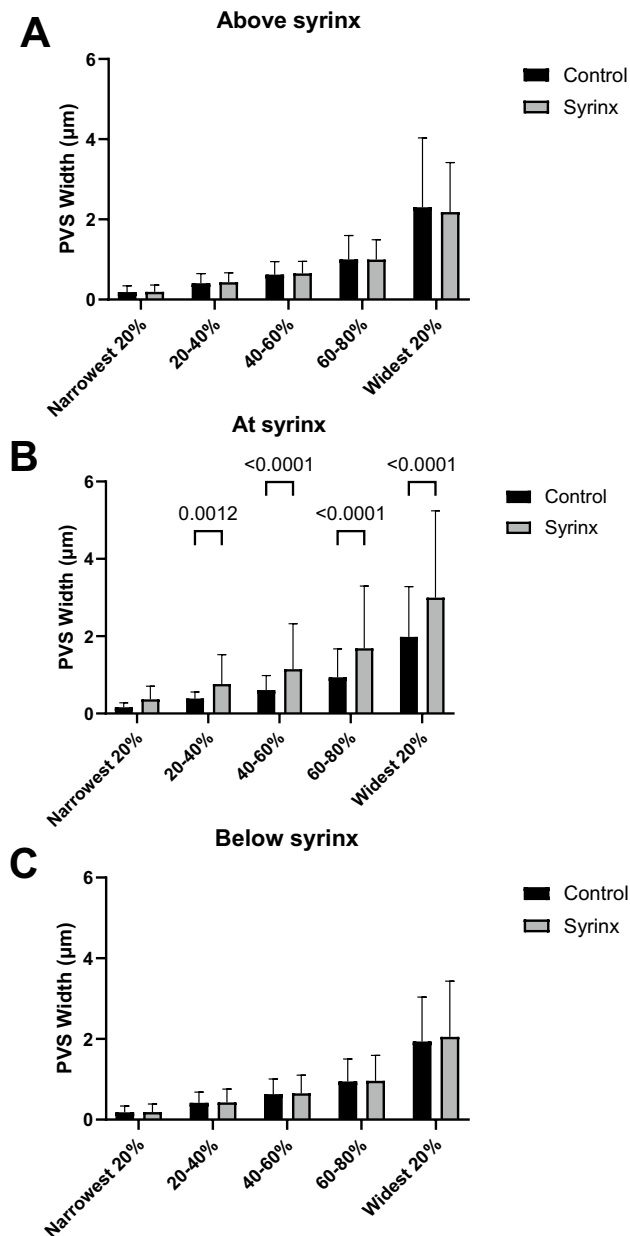 A
Above syrinx
PVS Width (µm)
6
4
2
0
Narrowest 20%
20-40%
40-60%
60-80%
Widest 20%
Control
Syrinx
B
At syrinx
PVS Width (µm)
6
4
2
0
0.0012
<0.0001
<0.0001
<0.0001
Narrowest 20%
20-40%
40-60%
60-80%
Widest 20%
Control
Syrinx
C
Below syrinx
PVS Width (µm)
6
4
2
0
Narrowest 20%
20-40%
40-60%
60-80%
Widest 20%
Control
Syrinx